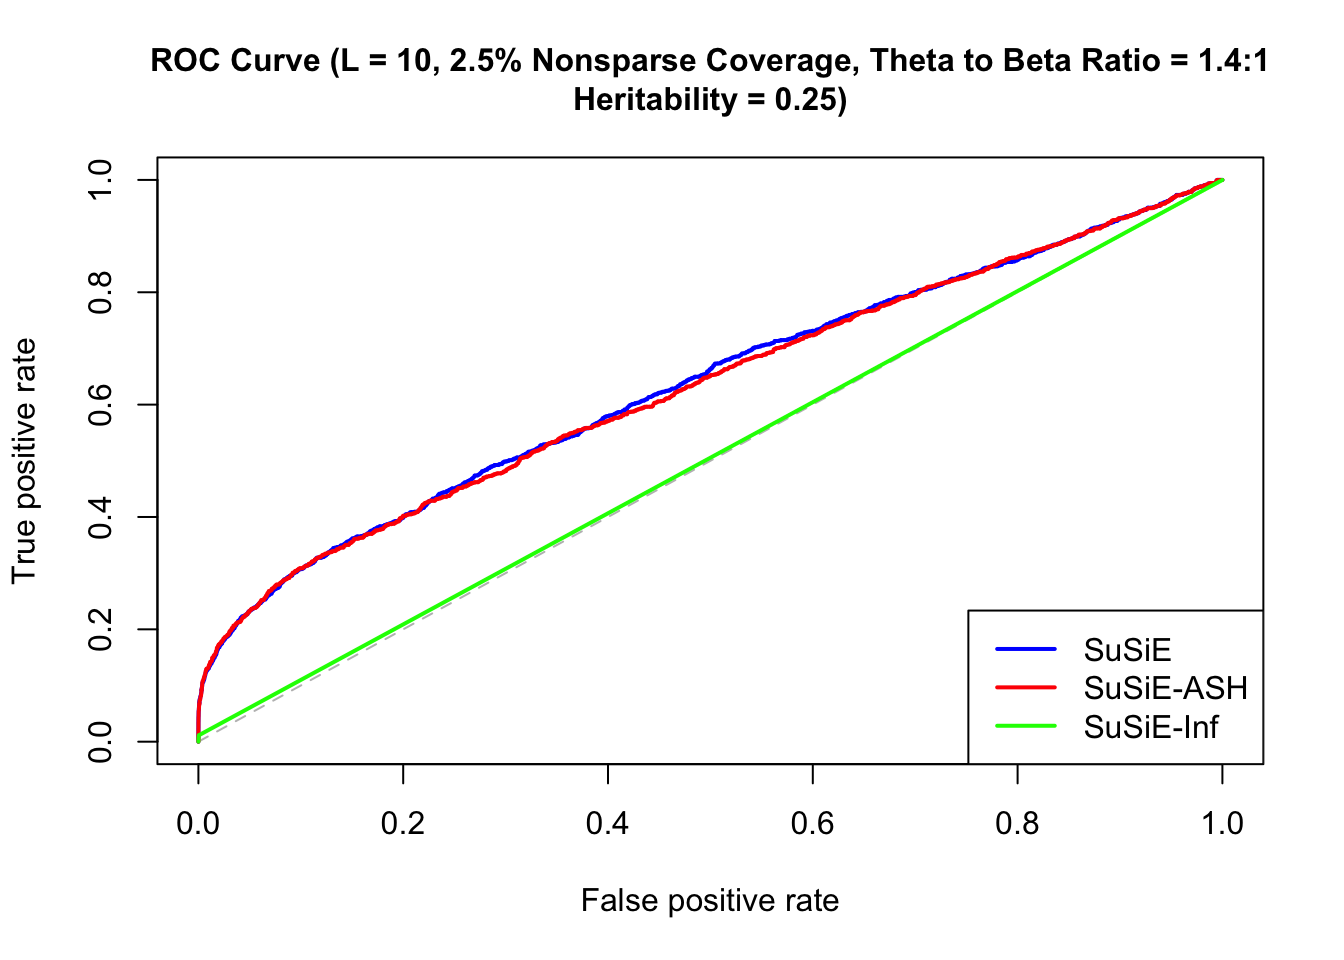 ROC Curve (L = 10, 2.5% Nonsparse Coverage, Theta to Beta Ratio = 1.4:1
Heritability = 0.25)
True positive rate
1.0
0.8
0.6
0.4
0.2
0.0
SuSiE
SuSiE-ASH
SuSiE-Inf
0.0 0.2 0.4 0.6 0.8 1.0
False positive rate